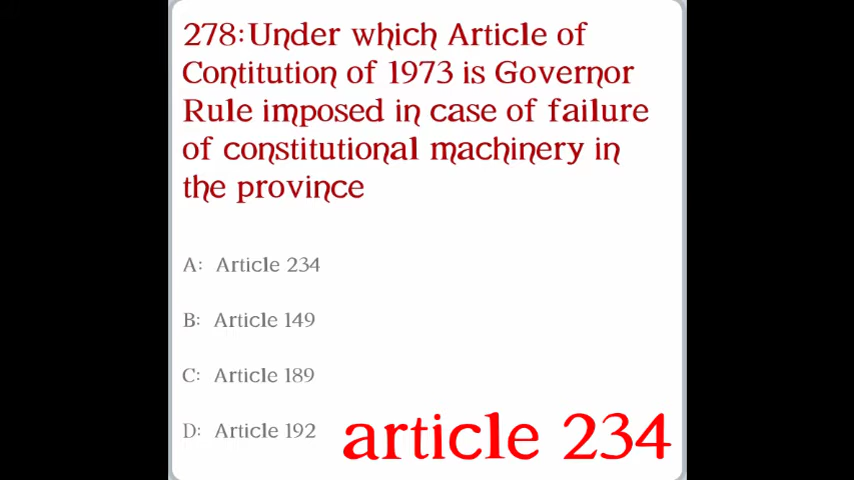 278:Under which Article of
Contitution of 1973 is Governor
Rule imposed in case of failure
of constitutional machinery in
the province
A: Article 234
B: Article 149
C: Article 189
D: Article 192
article 234